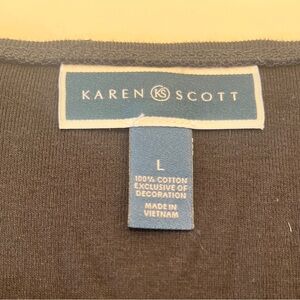 KAREN KS SCOTT
L
100% COTTON
EXCLUSIVE OF
DECORATION
MADE IN
VIETNAM